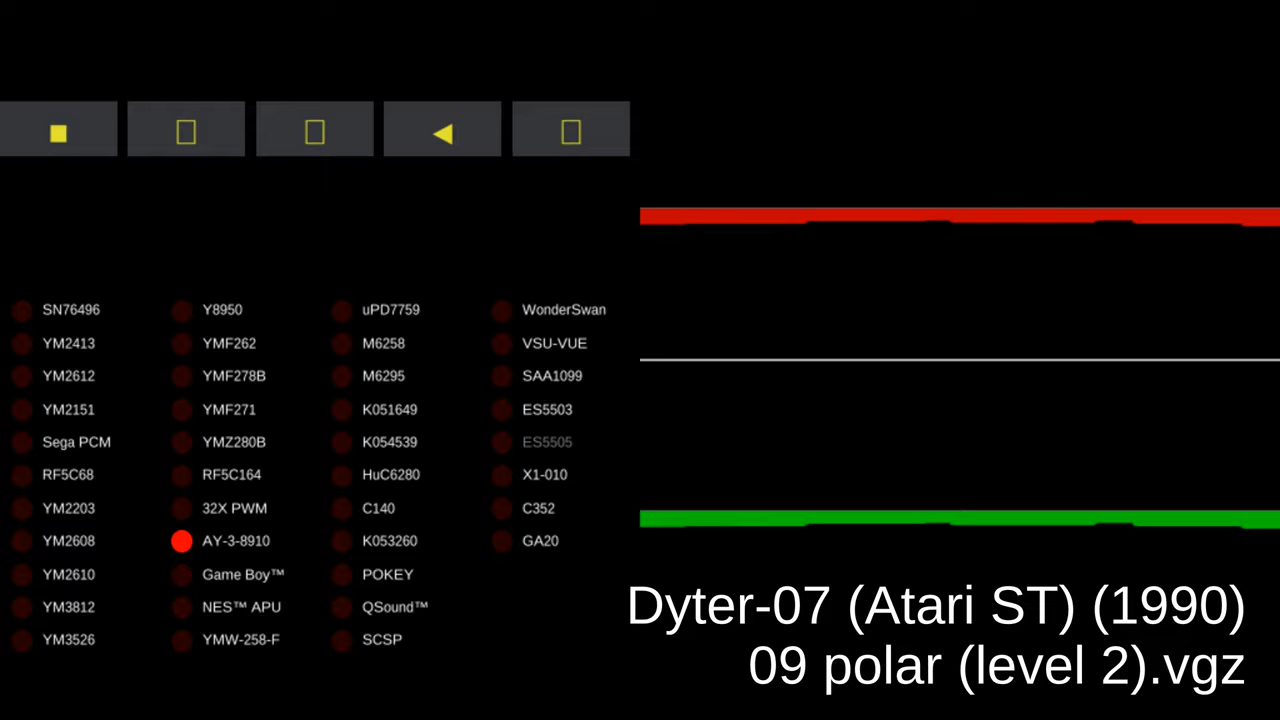 SN76496
YM2413
YM2612
YM2151
Sega PCM
RF5C68
YM2203
YM2608
YM2610
YM3812
YM3526
Y8950
YMF262
YMF278B
YMF271
YMZ280B
RF5C164
32X PWM
AY-3-8910
Game Boy™
NES™ APU
YMW-258-F
uPD7759
M6258
M6295
K051649
K054539
HuC6280
C140
K053260
POKEY
QSound™
SCSP
WonderSwan
VSU-VUE
SAA1099
ES5503
ES5505
X1-010
C352
GA20
Dyter-07 (Atari ST) (1990)
09 polar (level 2).vgz